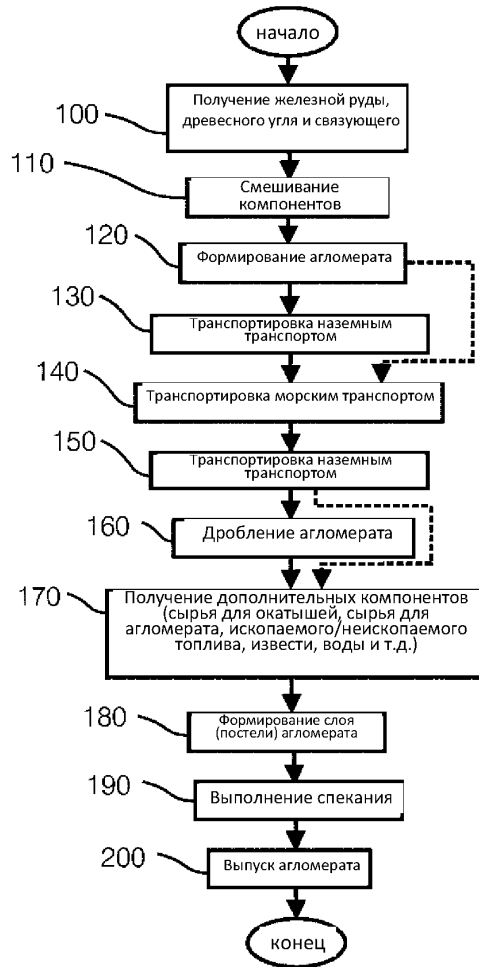 начало
100
Получение железной руды,
древесного угля и связующего
110
Смешивание
компонентов
120
Формирование агломерата
130
Транспортировка наземным
транспортом
140
Транспортировка морским транспортом
150
Транспортировка наземным
транспортом
160
Дробление агломерата
170
Получение дополнительных компонентов
(сырья для окатышей, сырья для
агломерата, ископаемого/неископаемого
топлива, извести, воды и т.д.)
180
Формирование слоя
(постели) агломерата
190
Выполнение спекания
200
Выпуск агломерата
конец